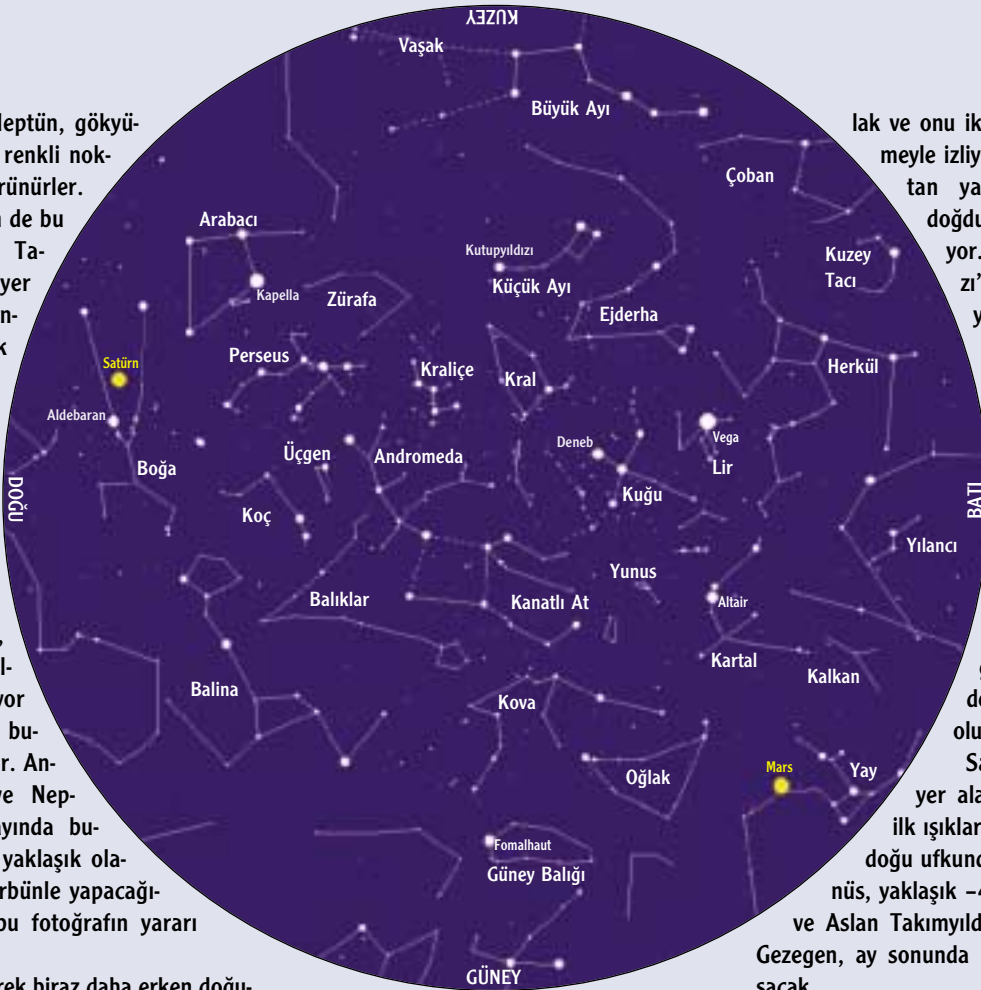 KUZEY
Vaşak
Büyük Ayı
Çoban
Arabacı
Kutupyıldızı
Küçük Ayı
Kuzey
Tacı
Kapella
Zürafa
Ejderha
Perseus
Kraliçe
Kral
Herkül
Satürn
Aldebaran
Boğa
Üçgen
Andromeda
Deneb
Vega
Lir
Kuğu
Koç
DOĞU
BATI
Yılancı
Yunus
Balıklar
Kanatlı At
Altair
Kartal
Kalkan
Balina
Kova
Oğlak
Mars
Yay
Fomalhaut
Güney Balığı
GÜNEY
leptün, gökyü-
renkli nok-
rünürler.
de bu
Ta-
yer
n-
k
,
l-
yor
bu-
r. An-
ve Nep-
ayında bu-
yaklaşık ola-
rbünle yapacağı-
bu fotoğrafın yararı
rek biraz daha erken doğu-
lak ve onu ik
meyle izliy
tan ya
doğdu
yor.
zı’
y
g
de
olu
Sa
yer ala
ilk ışıklar
doğu ufkund
nüs, yaklaşık –4
ve Aslan Takımyıld
Gezegen, ay sonunda
saçak